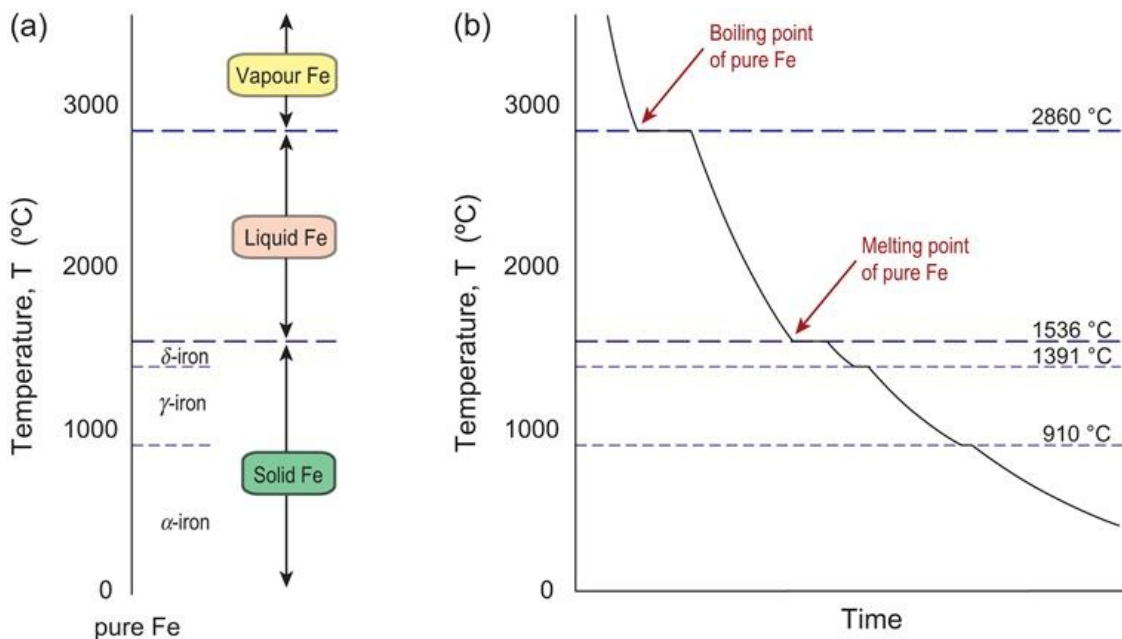 (a)
Vapour Fe
3000
Liquid Fe
Temperature, T (ºC)
2000
δ-iron
γ-iron
1000
Solid Fe
α-iron
0
pure Fe
(b)
Boiling point
of pure Fe
3000
2860 °C
Temperature, T (ºC)
2000
Melting point
of pure Fe
1536 °C
1391 °C
1000
910 °C
0
Time